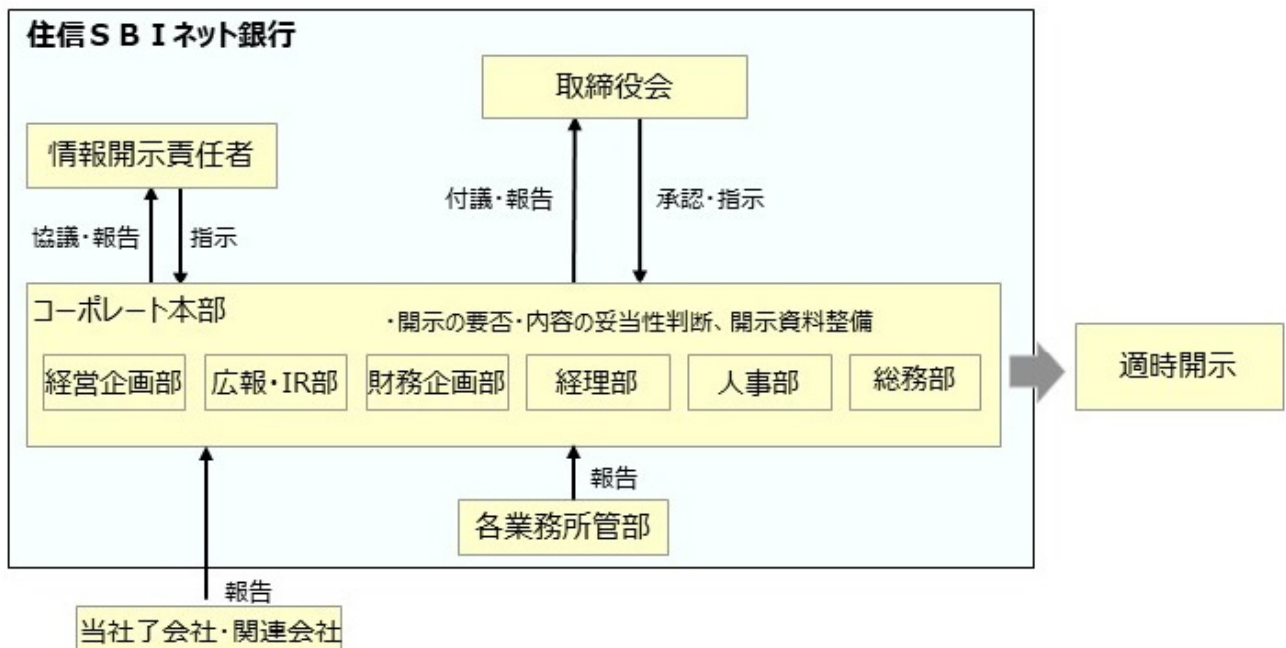 住信ＳＢＩネット銀行
取締役会
情報開示責任者
付議・報告
承認・指示
協議・報告
指示
コーポレート本部
・開示の要否・内容の妥当性判断、開示資料整備
経営企画部
広報・IR部
財務企画部
経理部
人事部
総務部
適時開示
報告
各業務所管部
報告
当社了会社・関連会社